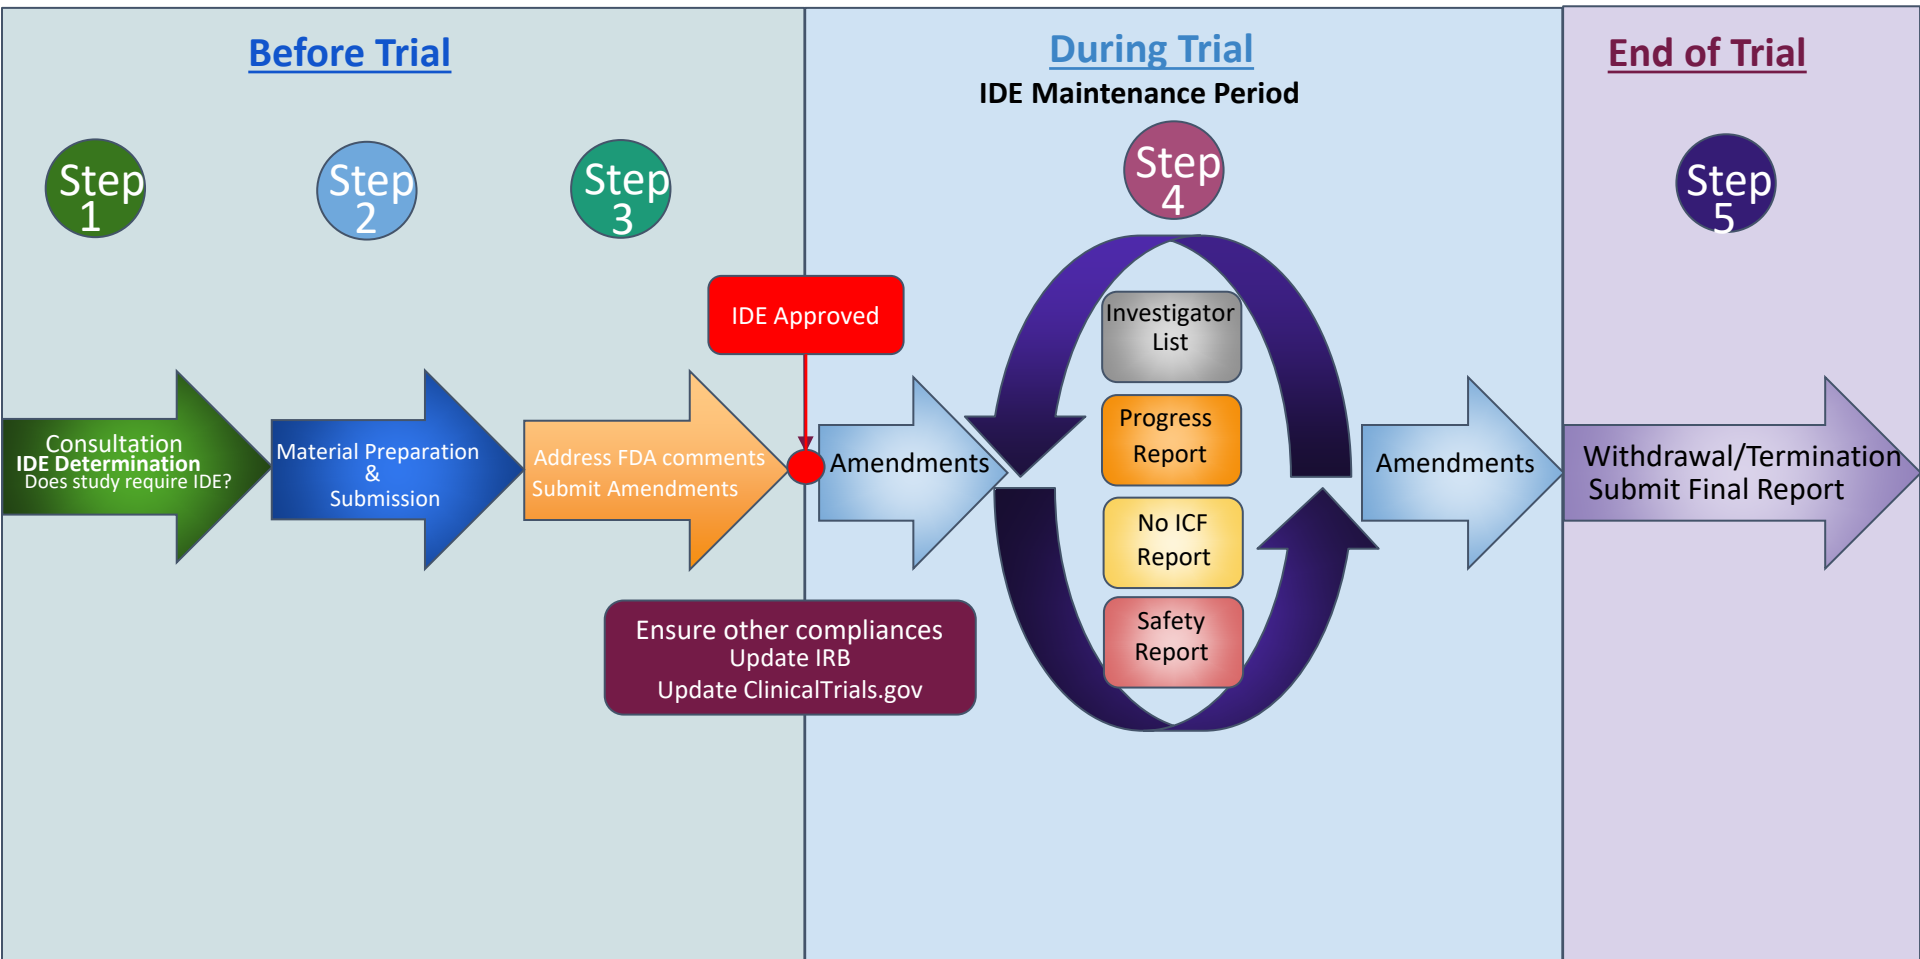 Before Trial
During Trial
IDE Maintenance Period
End of Trial
Step
1
Step
2
Step
3
Step
4
Step
5
IDE Approved
Consultation
IDE Determination
Does study require IDE?
Material Preparation
&
Submission
Address FDA comments
Submit Amendments
Amendments
Investigator
List
Progress
Report
No ICF
Report
Safety
Report
Amendments
Withdrawal/Termination
Submit Final Report
Ensure other compliances
Update IRB
Update ClinicalTrials.gov